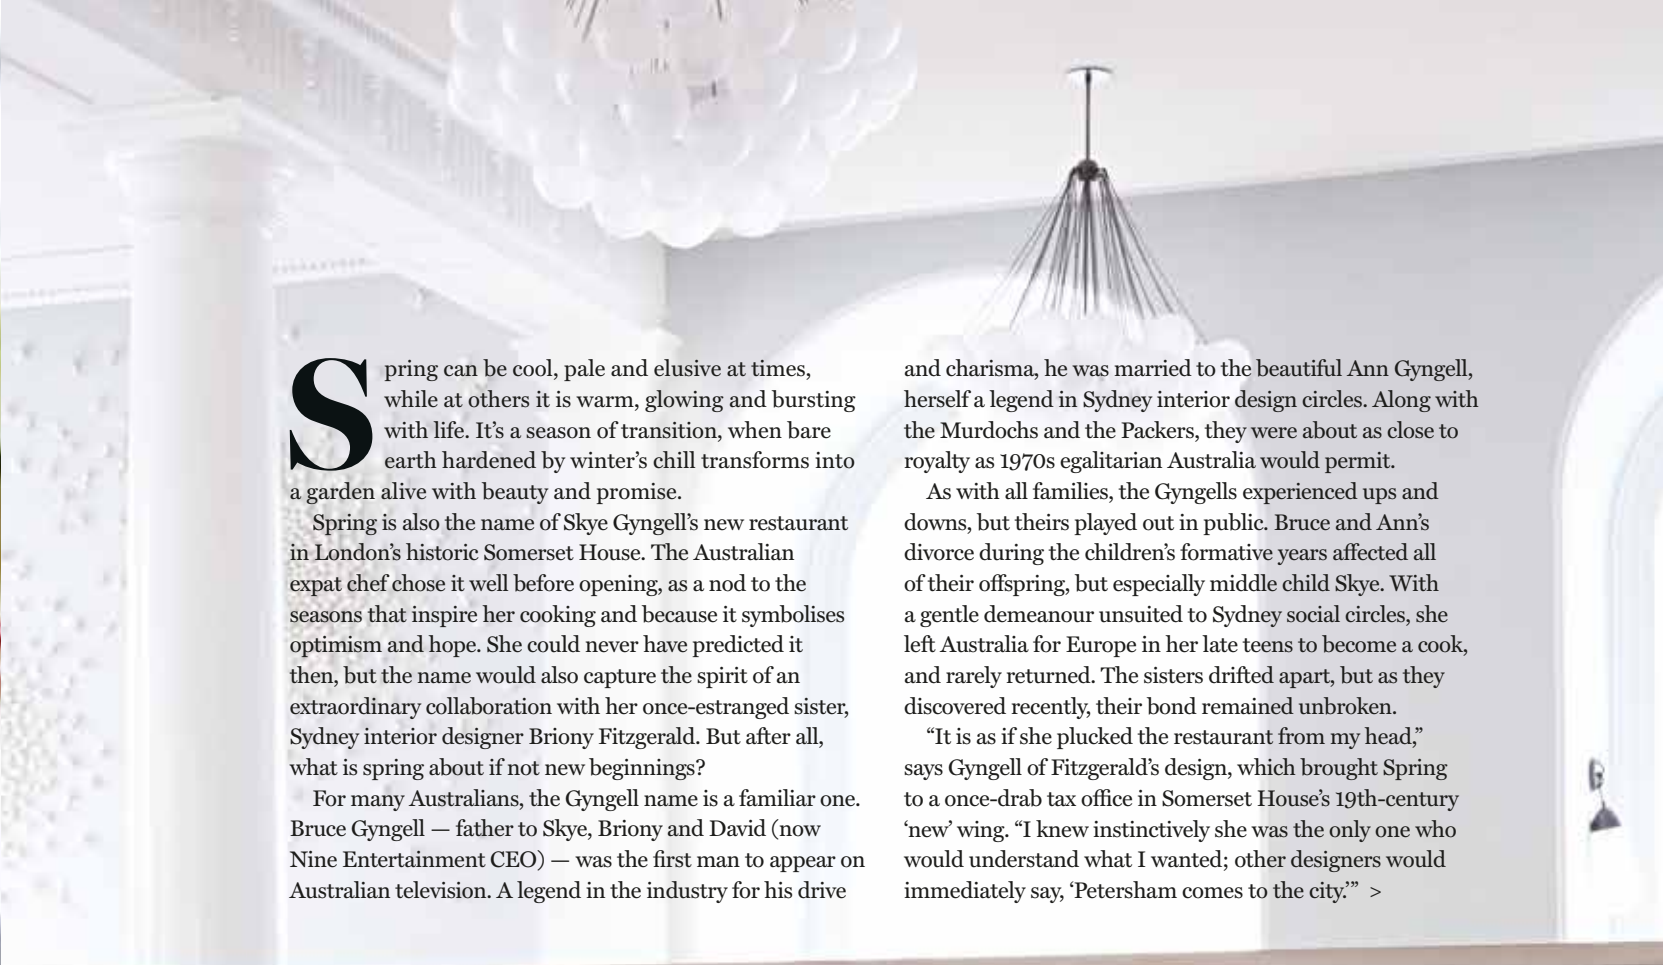 Spring can be cool, pale and elusive at times,
while at others it is warm, glowing and bursting
with life. It’s a season of transition, when bare
earth hardened by winter’s chill transforms into
a garden alive with beauty and promise.
Spring is also the name of Skye Gyngell’s new restaurant
in London’s historic Somerset House. The Australian
expat chef chose it well before opening, as a nod to the
seasons that inspire her cooking and because it symbolises
optimism and hope. She could never have predicted it
then, but the name would also capture the spirit of an
extraordinary collaboration with her once-estranged sister,
Sydney interior designer Briony Fitzgerald. But after all,
what is spring about if not new beginnings?
For many Australians, the Gyngell name is a familiar one.
Bruce Gyngell — father to Skye, Briony and David (now
Nine Entertainment CEO) — was the first man to appear on
Australian television. A legend in the industry for his drive
and charisma, he was married to the beautiful Ann Gyngell,
herself a legend in Sydney interior design circles. Along with
the Murdochs and the Packers, they were about as close to
royalty as 1970s egalitarian Australia would permit.
As with all families, the Gyngells experienced ups and
downs, but theirs played out in public. Bruce and Ann’s
divorce during the children’s formative years affected all
of their offspring, but especially middle child Skye. With
a gentle demeanour unsuited to Sydney social circles, she
left Australia for Europe in her late teens to become a cook,
and rarely returned. The sisters drifted apart, but as they
discovered recently, their bond remained unbroken.
“It is as if she plucked the restaurant from my head,”
says Gyngell of Fitzgerald’s design, which brought Spring
to a once-drab tax office in Somerset House’s 19th-century
‘new’ wing. “I knew instinctively she was the only one who
would understand what I wanted; other designers would
immediately say, ‘Petersham comes to the city.’” >